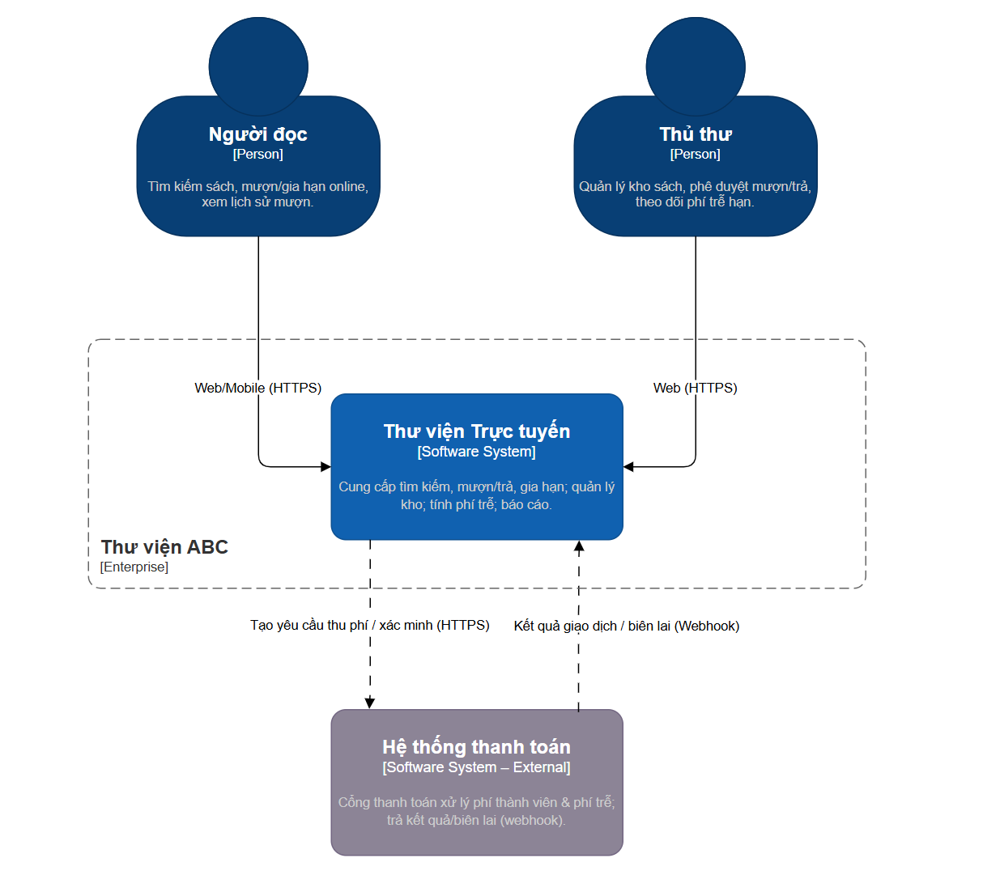 Người đọc
[Person]
Tìm kiếm sách, mượn/gia hạn online,
xem lịch sử mượn.
Thủ thư
[Person]
Quản lý kho sách, phê duyệt mượn/trả,
theo dõi phí trễ hạn.
Web/Mobile (HTTPS)
Web (HTTPS)
Thư viện Trực tuyến
[Software System]
Cung cấp tìm kiếm, mượn/trả, gia hạn; quản lý
kho; tính phí trễ; báo cáo.
Thư viện ABC
[Enterprise]
Tạo yêu cầu thu phí / xác minh (HTTPS)
Kết quả giao dịch / biên lai (Webhook)
Hệ thống thanh toán
[Software System – External]
Cổng thanh toán xử lý phí thành viên & phí trễ;
trả kết quả/biên lai (webhook).